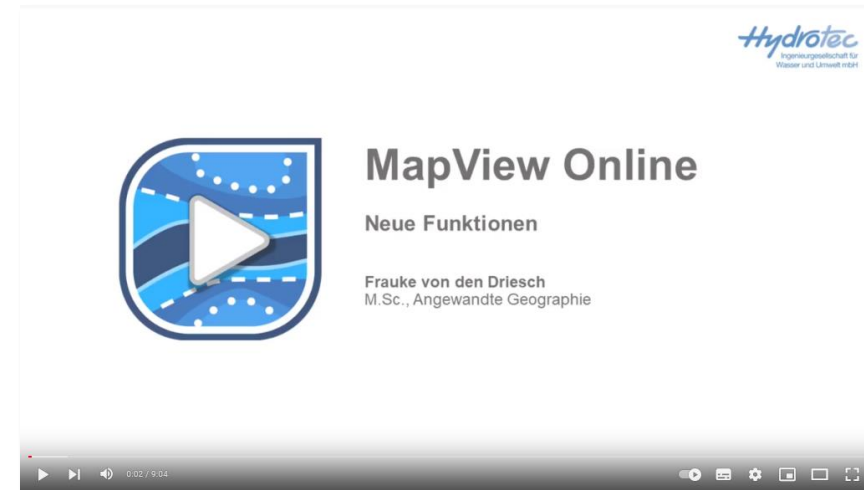 Hydrotec
Ingenieurgesellschaft für
Wasser und Umwelt mbH
MapView Online
Neue Funktionen
Frauke von den Driesch
M.Sc., Angewandte Geographie
0:02 / 9:04